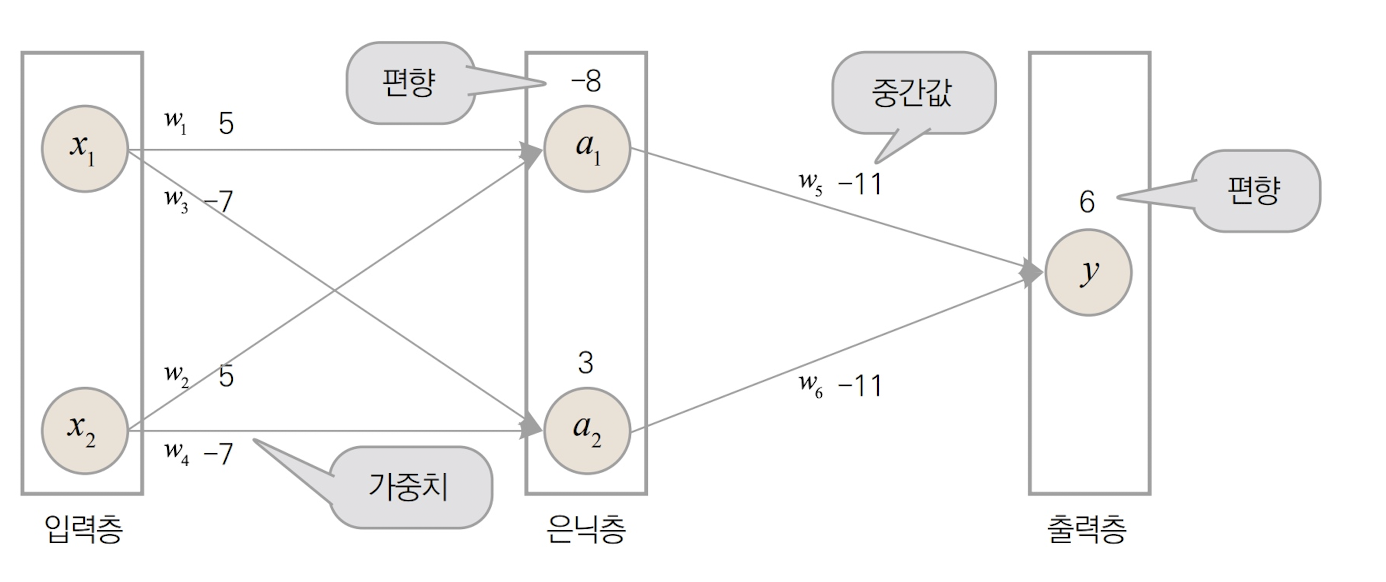 편향
-8
중간값
x1
w1 5
a1
w3 -7
w5 -11
6
편향
y
3
w2 5
w6 -11
x2
w4 -7
a2
가중치
입력층
은닉층
출력층